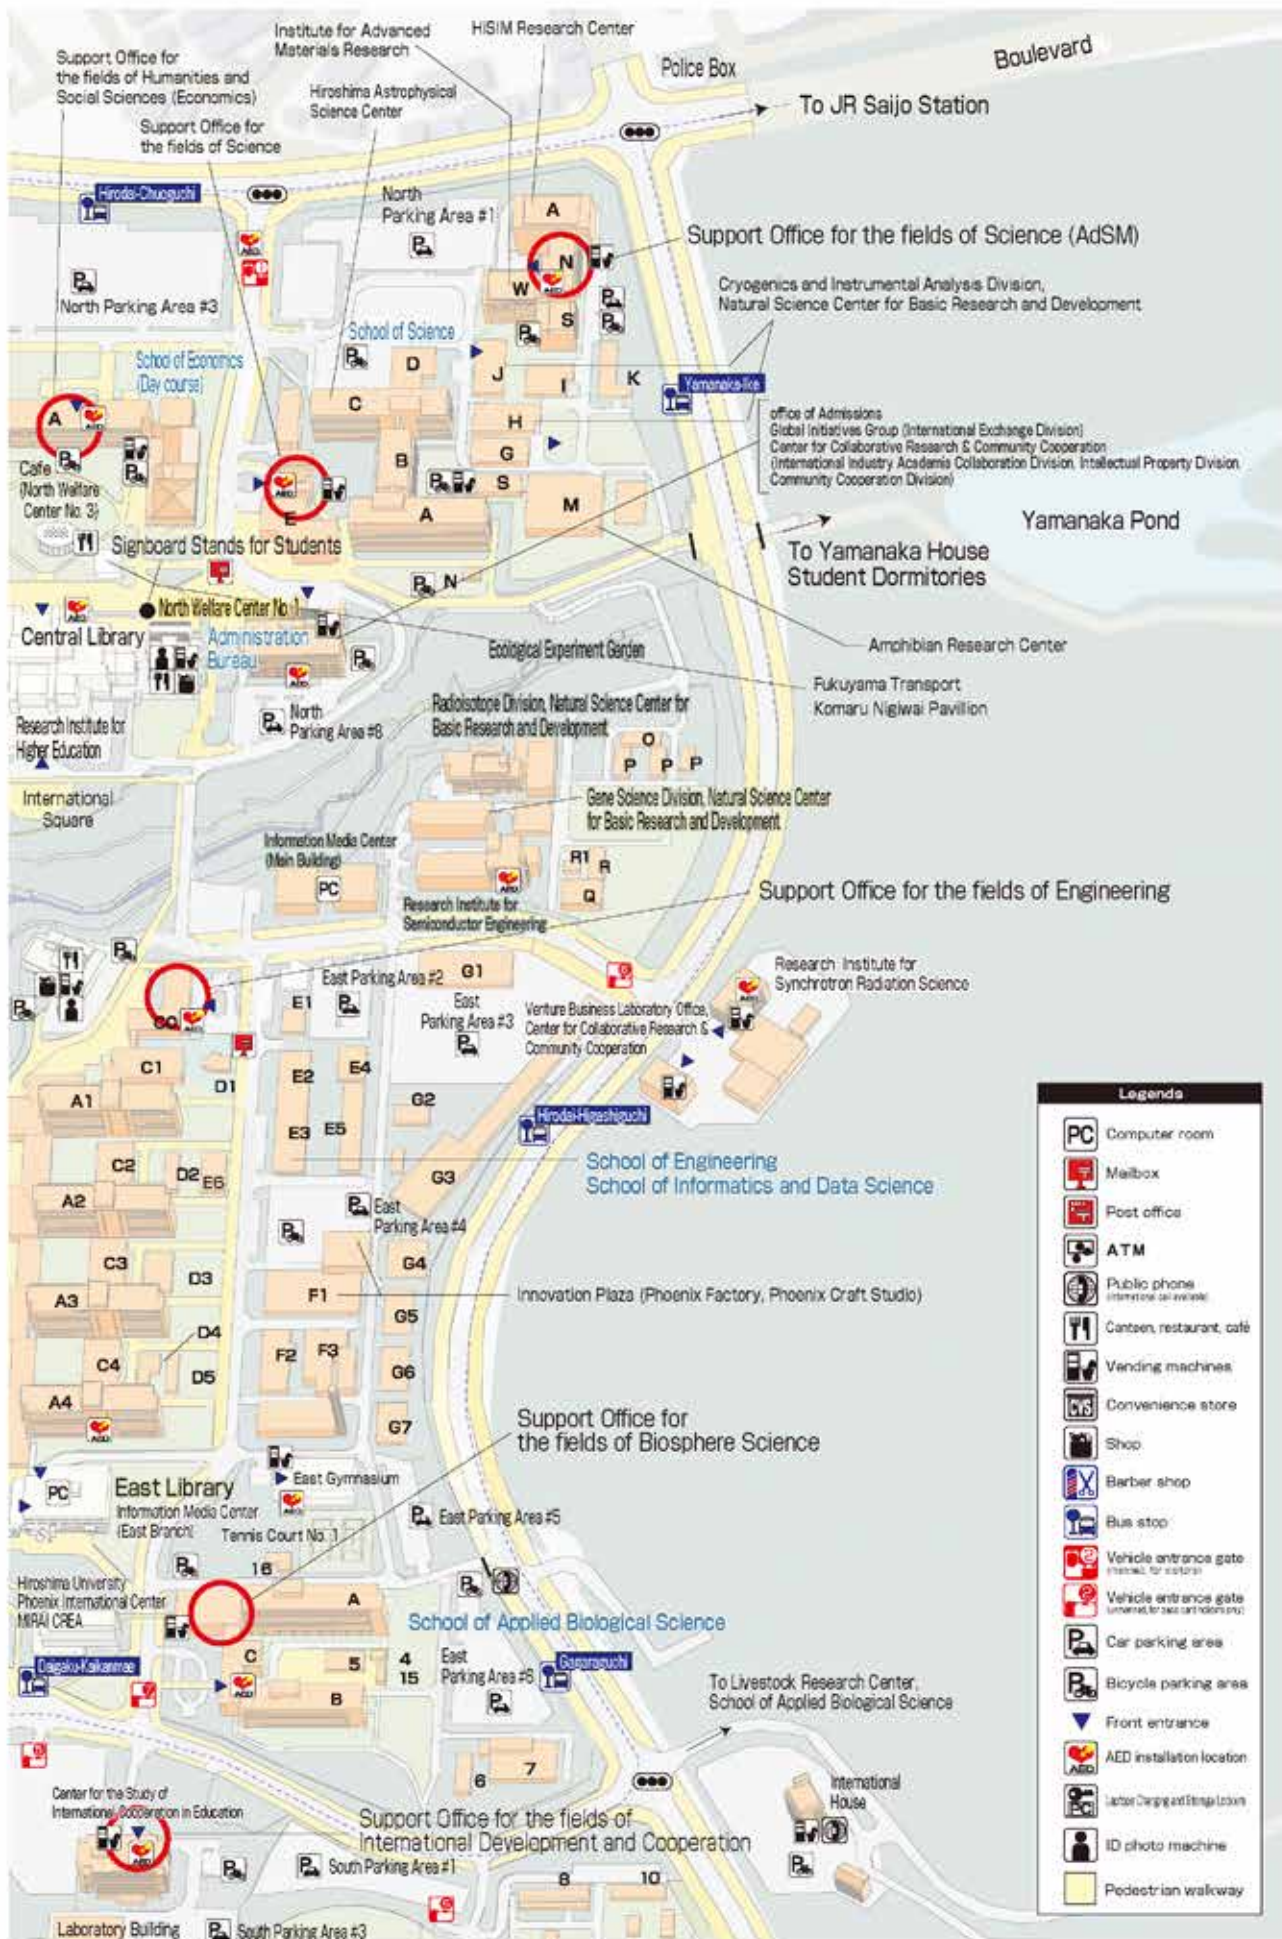 Institute for Advanced
Materials Research
HiSIM Research Center
Boulevard
Support Office for
the fields of Humanities and
Social Sciences (Economics)
Police Box
To JR Saijo Station
Hiroshima Astrophysical
Science Center
Support Office for
the fields of Science
Hirodai-Chuoguchi
North
Parking Area #1
A
N
W
S
Support Office for the fields of Science (AdSM)
Cryogenics and Instrumental Analysis Division,
Natural Science Center for Basic Research and Development
North Parking Area #3
School of Science
School of Economics
(Day course)
D
J
I
K
Yamanaka-Ike
C
H
G
B
S
A
M
E
N
office of Admissions
Global Initiatives Group (International Exchange Division)
Center for Collaborative Research & Community Cooperation
(International Industry Academia Collaboration Division, Intellectual Property Division,
Community Cooperation Division)
A
Cafe
(North Welfare
Center No. 3)
Yamanaka Pond
Signboard Stands for Students
To Yamanaka House
Student Dormitories
North Welfare Center No. 1
Central Library
Administration
Bureau
Ecological Experiment Garden
Amphibian Research Center
Fukuyama Transport
Komaru Nigiwai Pavillion
North
Parking Area #8
Radioisotope Division, Natural Science Center for
Basic Research and Development
Research Institute for
Higher Education
O
P
P
P
International
Square
Gene Science Division, Natural Science Center
for Basic Research and Development
Information Media Center
(Main Building)
PC
R1
R
Q
AED
Research Institute for
Semiconductor Engineering
Support Office for the fields of Engineering
East Parking Area #2
G1
East
Parking Area #3
Venture Business Laboratory Office,
Center for Collaborative Research &
Community Cooperation
Research Institute for
Synchrotron Radiation Science
E1
C1
D1
A1
E2
E4
G2
Hirodai-Higashiguchi
E3
E5
C2
D2
E6
A2
G3
School of Engineering
School of Informatics and Data Science
East
Parking Area #4
C3
D3
G4
A3
F1
Innovation Plaza (Phoenix Factory, Phoenix Craft Studio)
G5
D4
C4
D5
F2
F3
G6
A4
G7
Support Office for
the fields of Biosphere Science
PC
East Library
Information Media Center
(East Branch)
East Gymnasium
Tennis Court No. 1
East Parking Area #5
16
Hiroshima University
Phoenix International Center
MIRAI CREA
A
School of Applied Biological Science
Daigaku-Kaikanmae
C
5
4
15
B
East
Parking Area #6
Gagaraguchi
To Livestock Research Center,
School of Applied Biological Science
6
7
Center for the Study of
International Cooperation in Education
Support Office for the fields of
International Development and Cooperation
International
House
South Parking Area #1
8
10
Laboratory Building
South Parking Area #3
Legends
PC Computer room
Mailbox
Post office
ATM
Public phone
(international call available)
Canteen, restaurant, café
Vending machines
Convenience store
Shop
Barber shop
Bus stop
Vehicle entrance gate
(manned, for visitors)
Vehicle entrance gate
(unmanned, for pass card holders only)
Car parking area
Bicycle parking area
Front entrance
AED installation location
Laptops Charging and Storage Lockers
ID photo machine
Pedestrian walkway